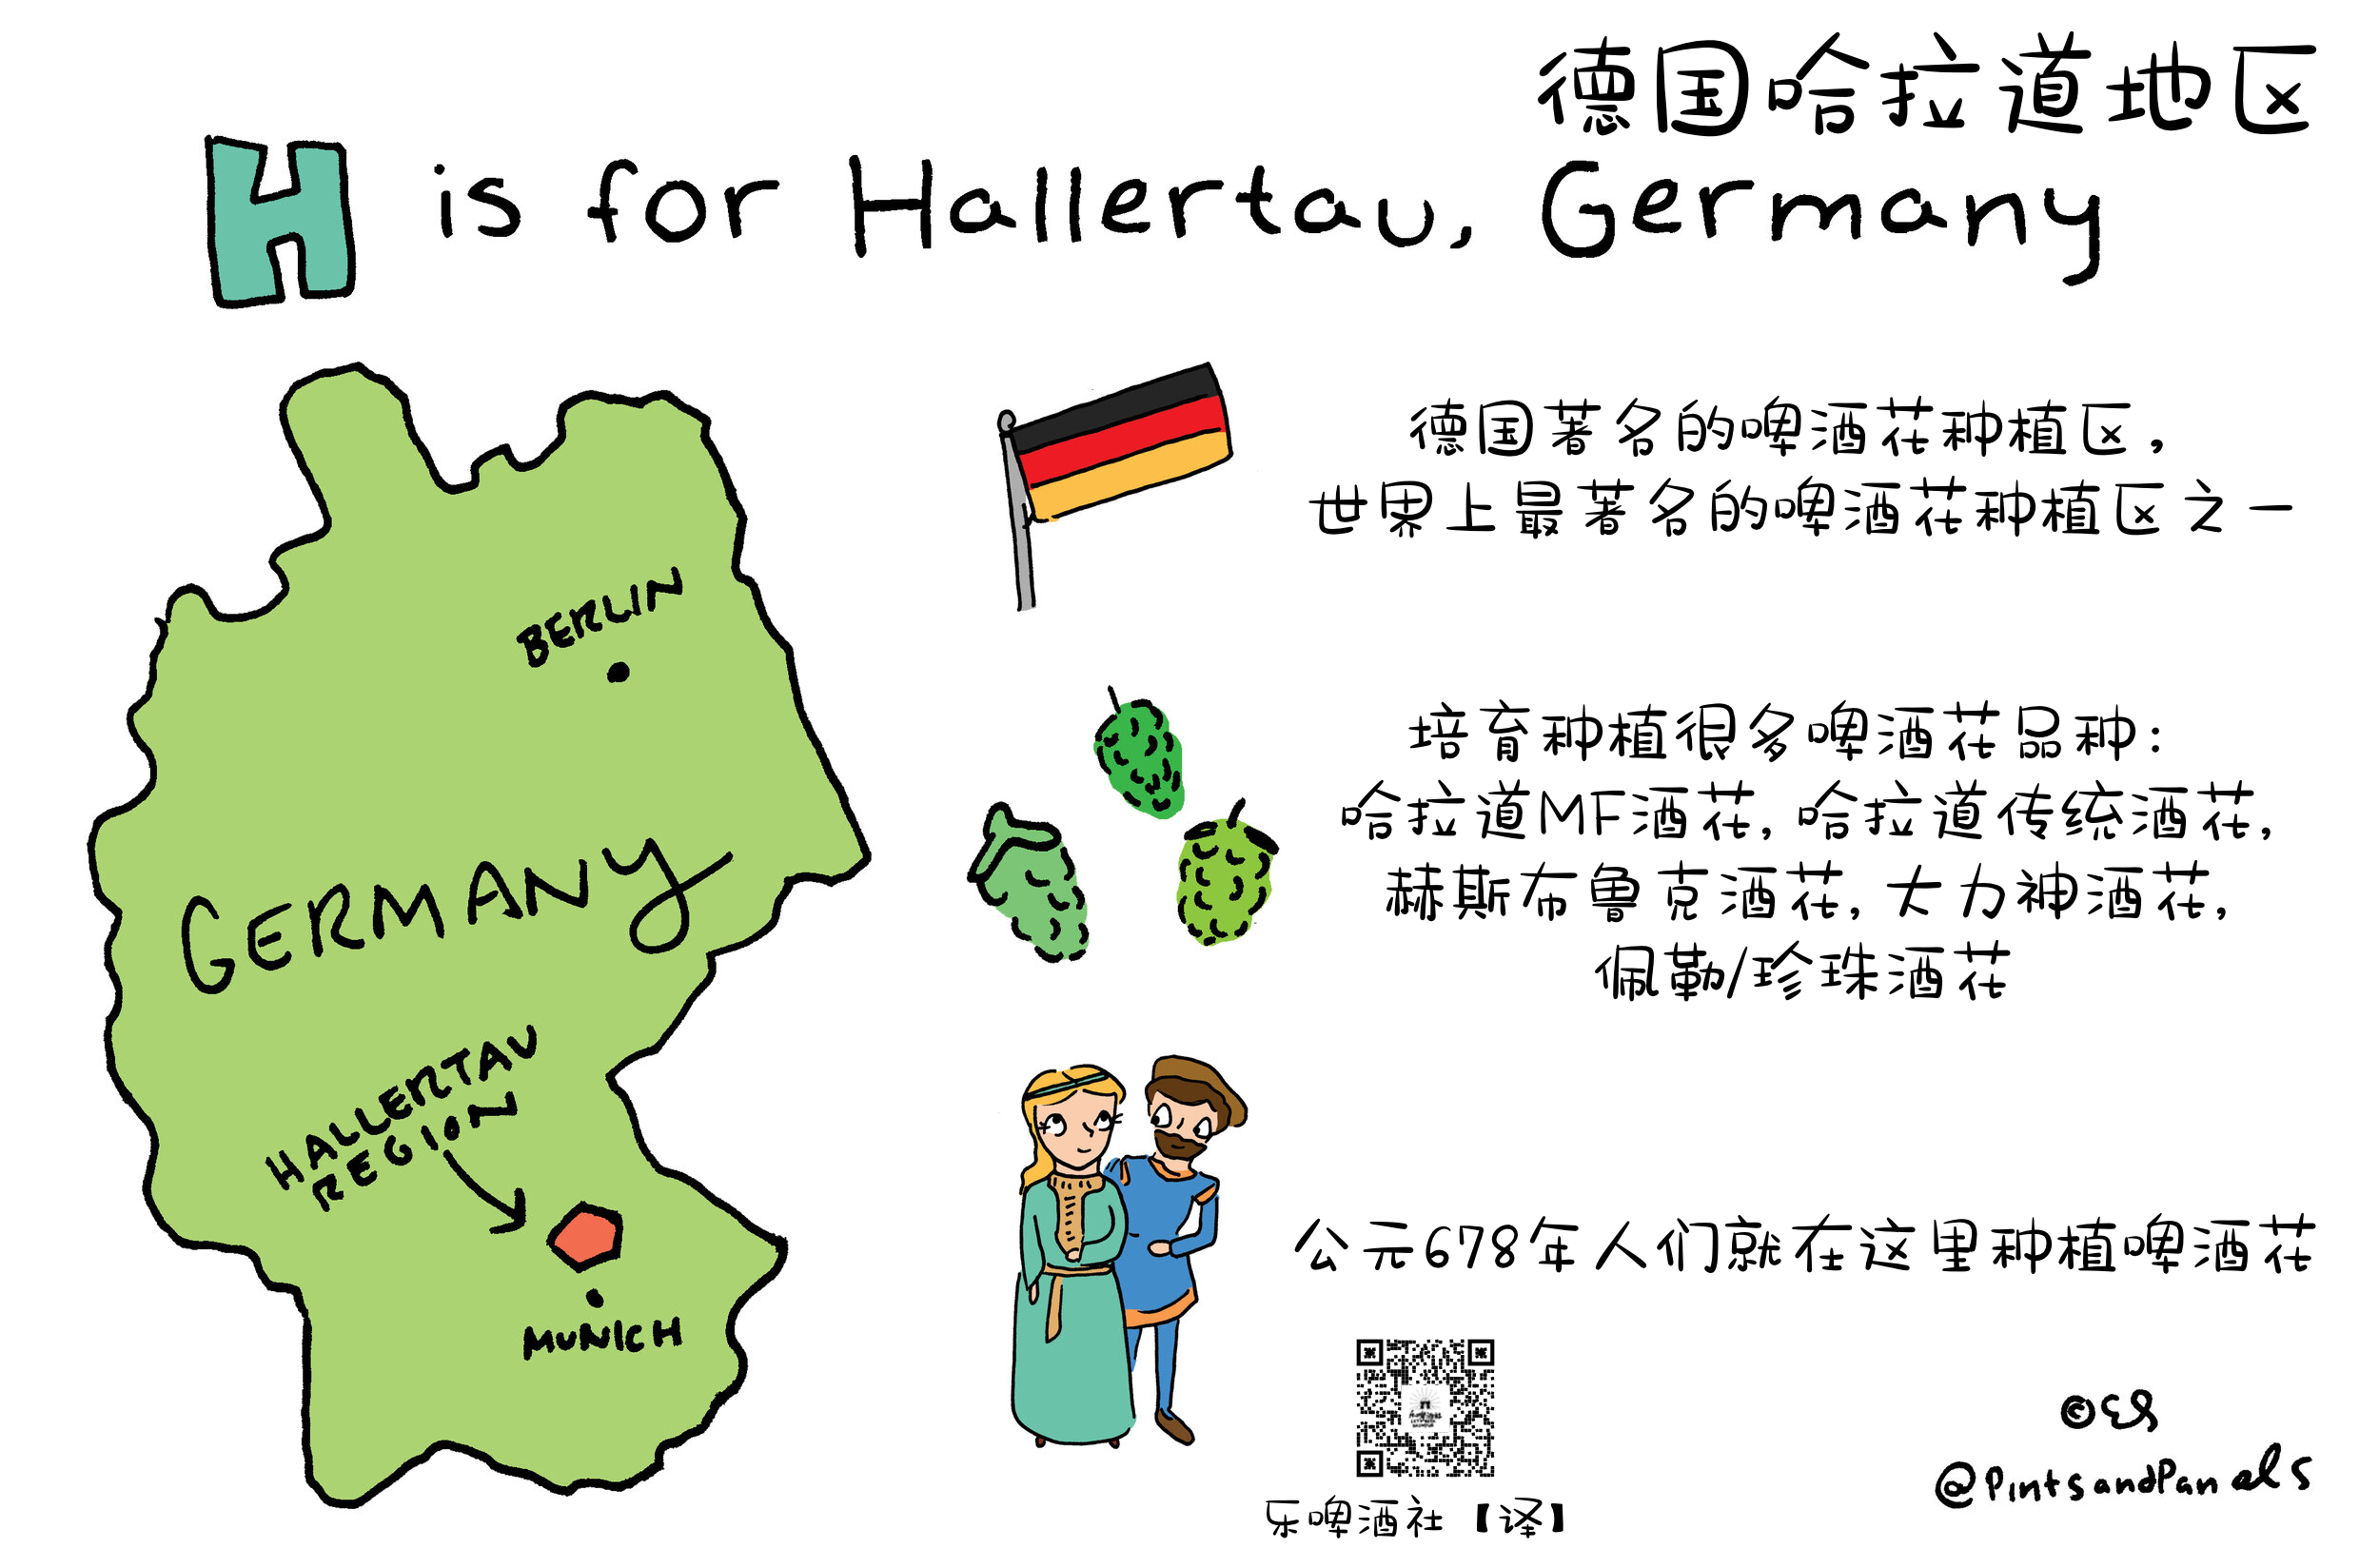 德国哈拉道地区
H is for Hallertau, Germany
BERLIN
GERMANY
HALLERTAU
REGION
MUNICH
德国著名的啤酒花种植区，
世界上最著名的啤酒花种植区之一
培育种植很多啤酒花品种：
哈拉道MF酒花，哈拉道传统酒花，
赫斯布鲁克酒花，大力神酒花，
佩勒/珍珠酒花
公元678年人们就在这里种植啤酒花
乐啤酒社【译】
©ES
@PintsandPanels